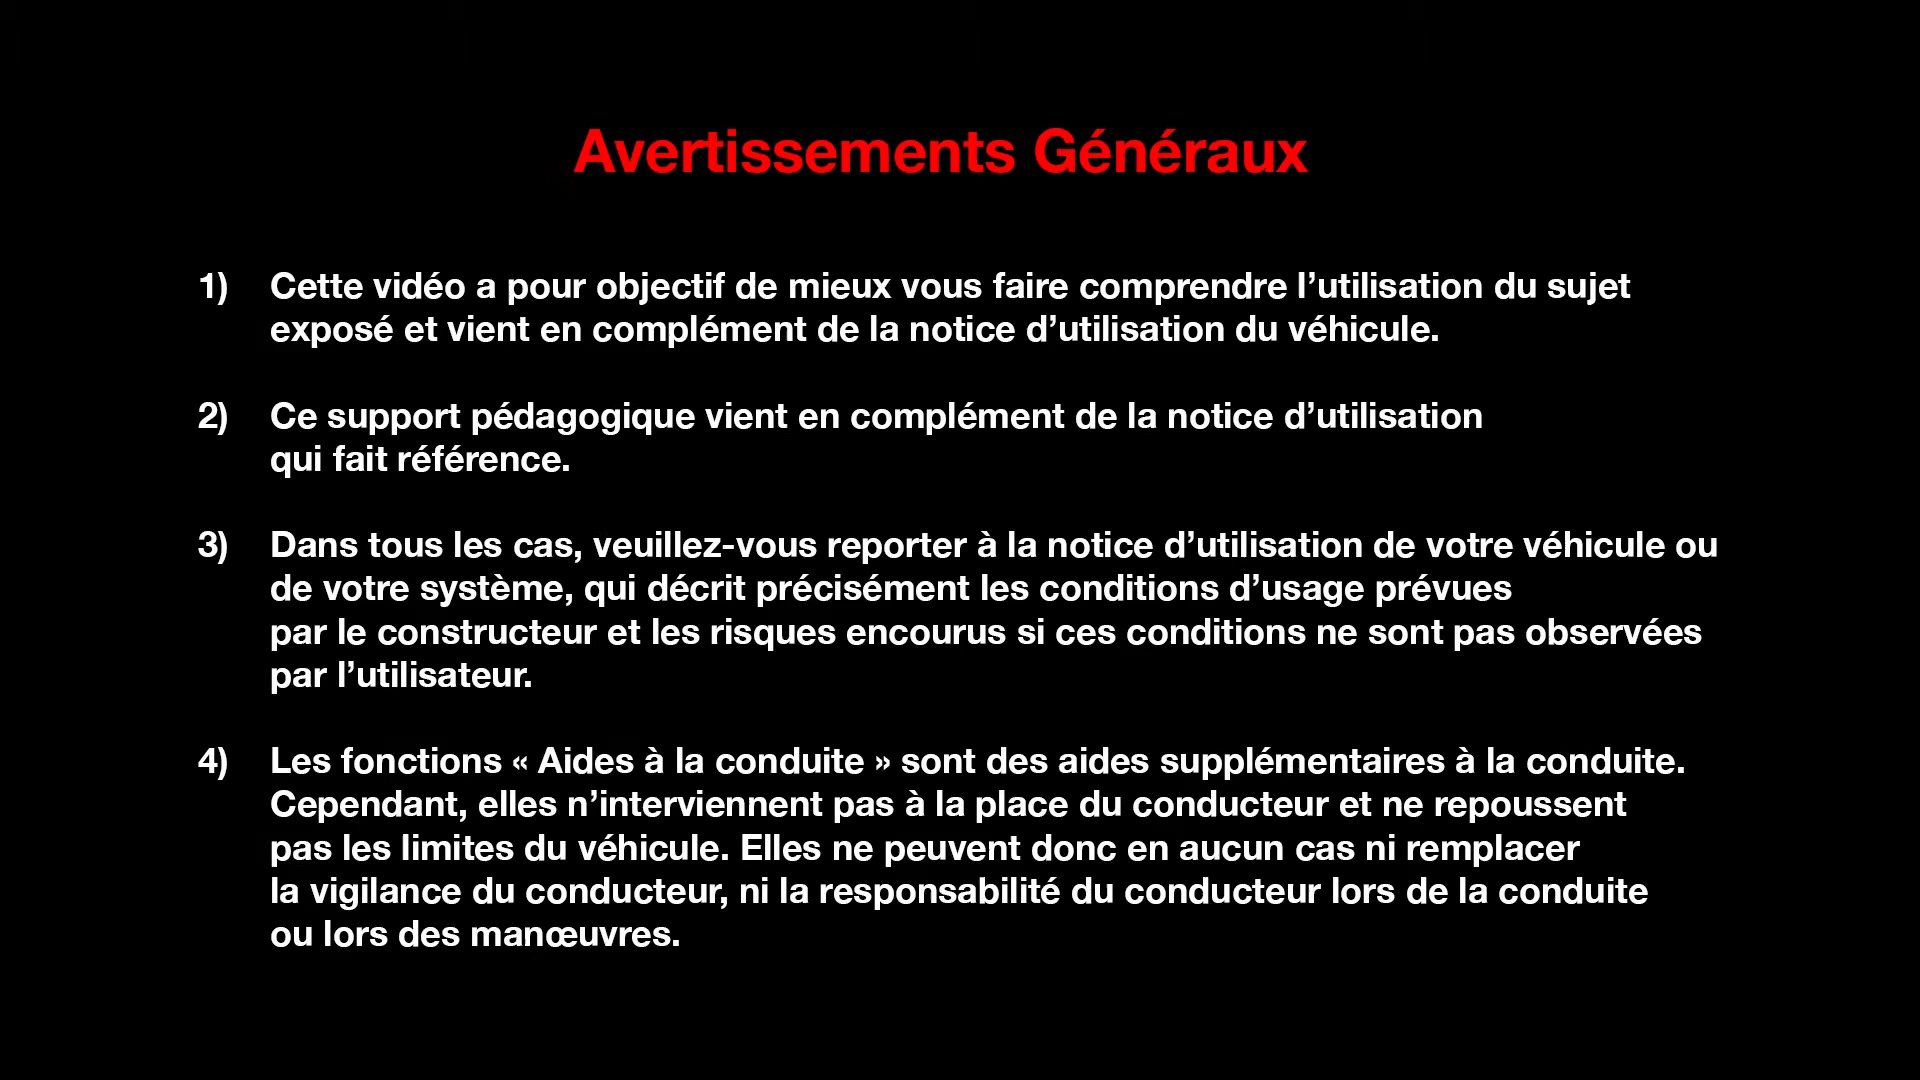 Avertissements Généraux
1) Cette vidéo a pour objectif de mieux vous faire comprendre l’utilisation du sujet
exposé et vient en complément de la notice d’utilisation du véhicule.
2) Ce support pédagogique vient en complément de la notice d’utilisation
qui fait référence.
3) Dans tous les cas, veuillez-vous reporter à la notice d’utilisation de votre véhicule ou
de votre système, qui décrit précisément les conditions d’usage prévues
par le constructeur et les risques encourus si ces conditions ne sont pas observées
par l’utilisateur.
4) Les fonctions « Aides à la conduite » sont des aides supplémentaires à la conduite.
Cependant, elles n’interviennent pas à la place du conducteur et ne repoussent
pas les limites du véhicule. Elles ne peuvent donc en aucun cas ni remplacer
la vigilance du conducteur, ni la responsabilité du conducteur lors de la conduite
ou lors des manœuvres.